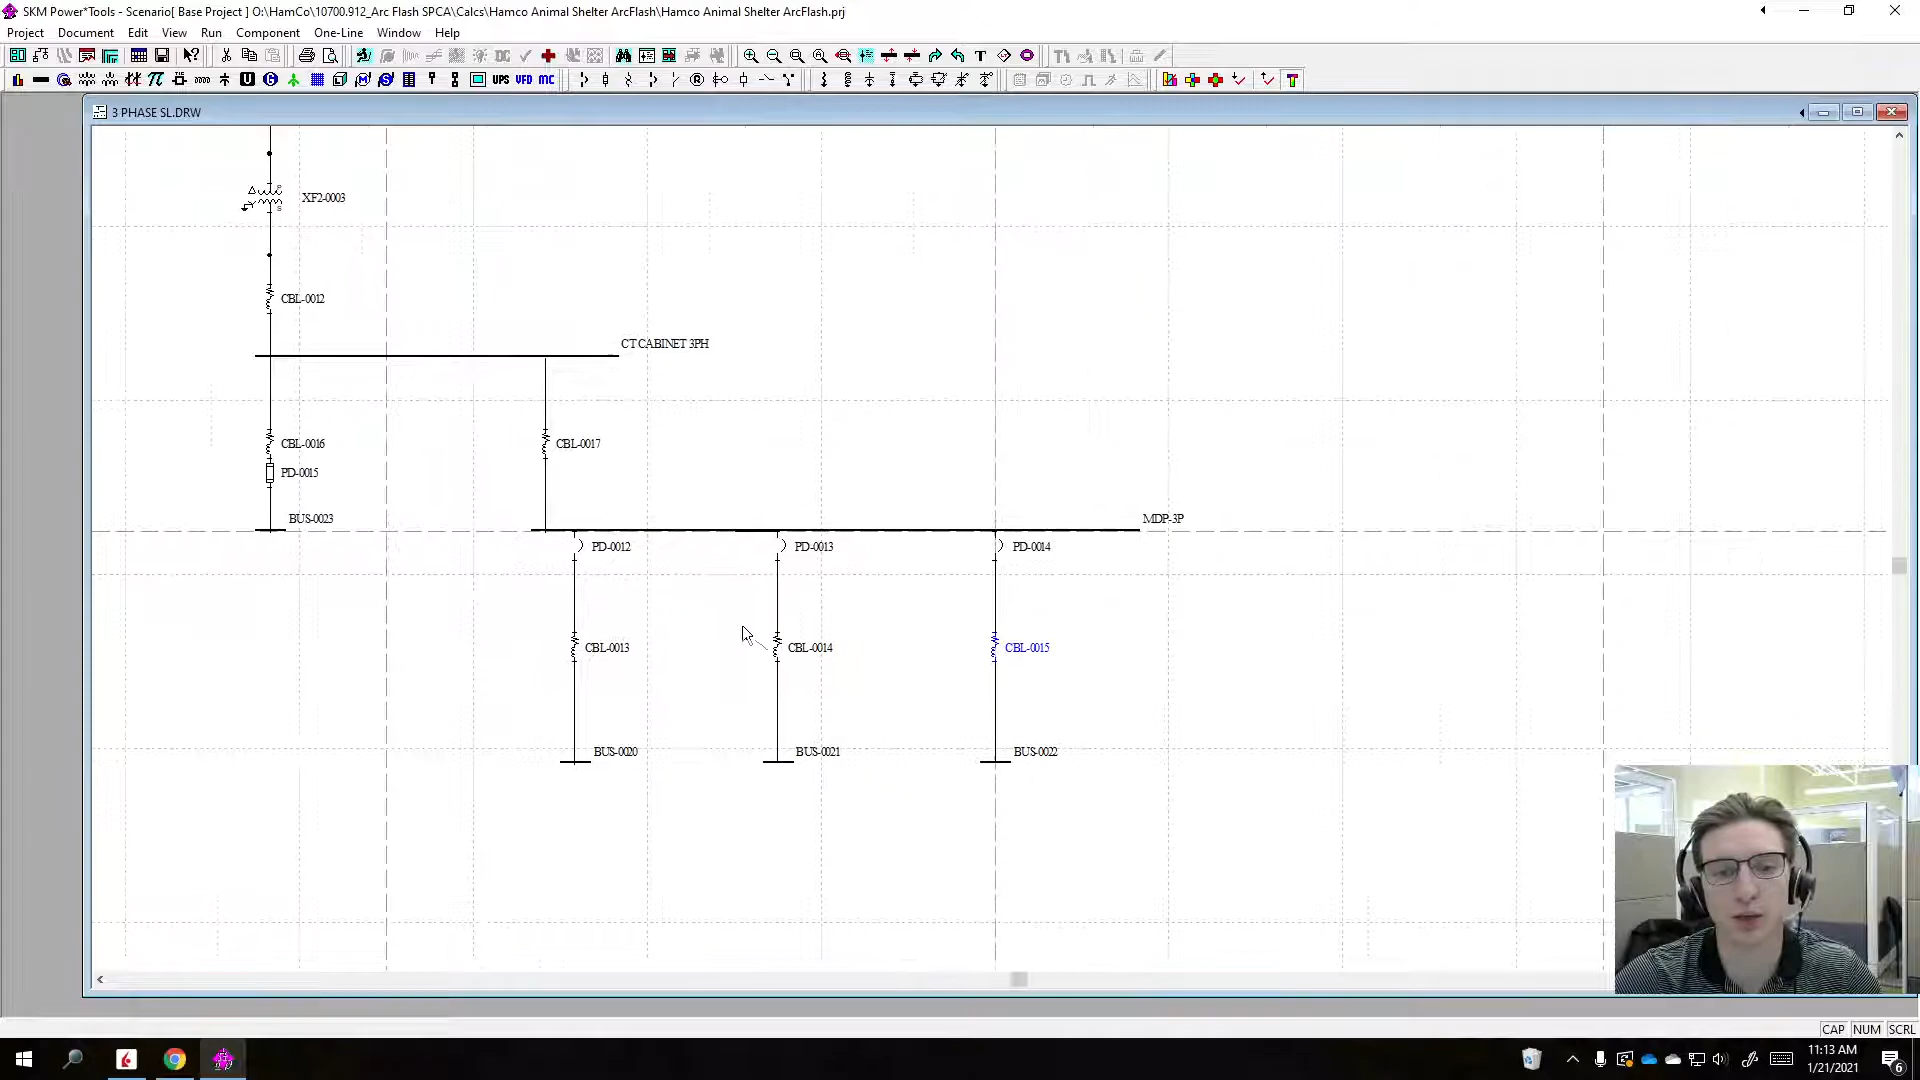 SKM Power*Tools - Scenario[ Base Project ] O:\HamCo\10700.912_Arc Flash SPCA\Calcs\Hamco Animal Shelter ArcFlash\Hamco Animal Shelter ArcFlash.prj
Project Document Edit View Run Component One-Line Window Help
UPS VFD MC
3 PHASE SL.DRW
XF2-0003
CBL-0012
CT CABINET 3PH
CBL-0016
CBL-0017
PD-0015
BUS-0023
MDP-3P
PD-0012
PD-0013
PD-0014
CBL-0013
CBL-0014
CBL-0015
BUS-0020
BUS-0021
BUS-0022
CAP NUM SCRL
11:13 AM
1/21/2021
6